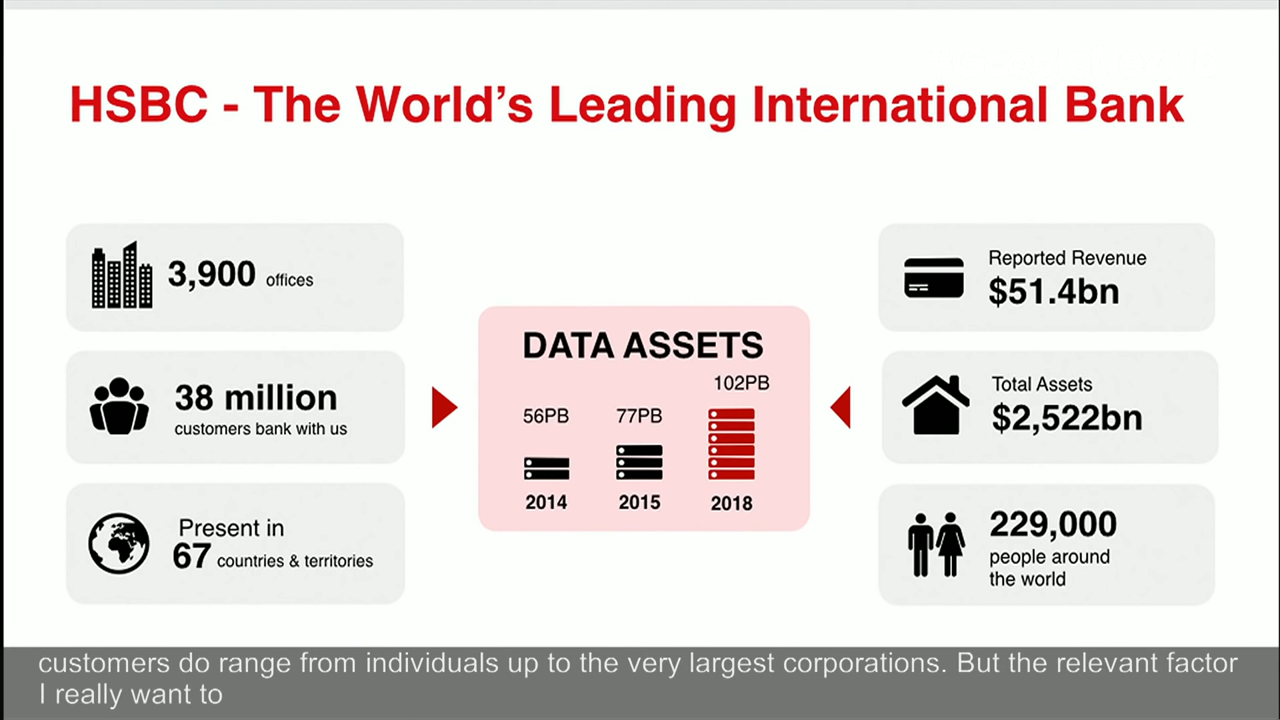 HSBC - The World's Leading International Bank
3,900 offices
38 million
customers bank with us
Present in
67 countries & territories
DATA ASSETS
56PB
77PB
102PB
2014
2015
2018
Reported Revenue
$51.4bn
Total Assets
$2,522bn
229,000
people around
the world
customers do range from individuals up to the very largest corporations. But the relevant factor
I really want to